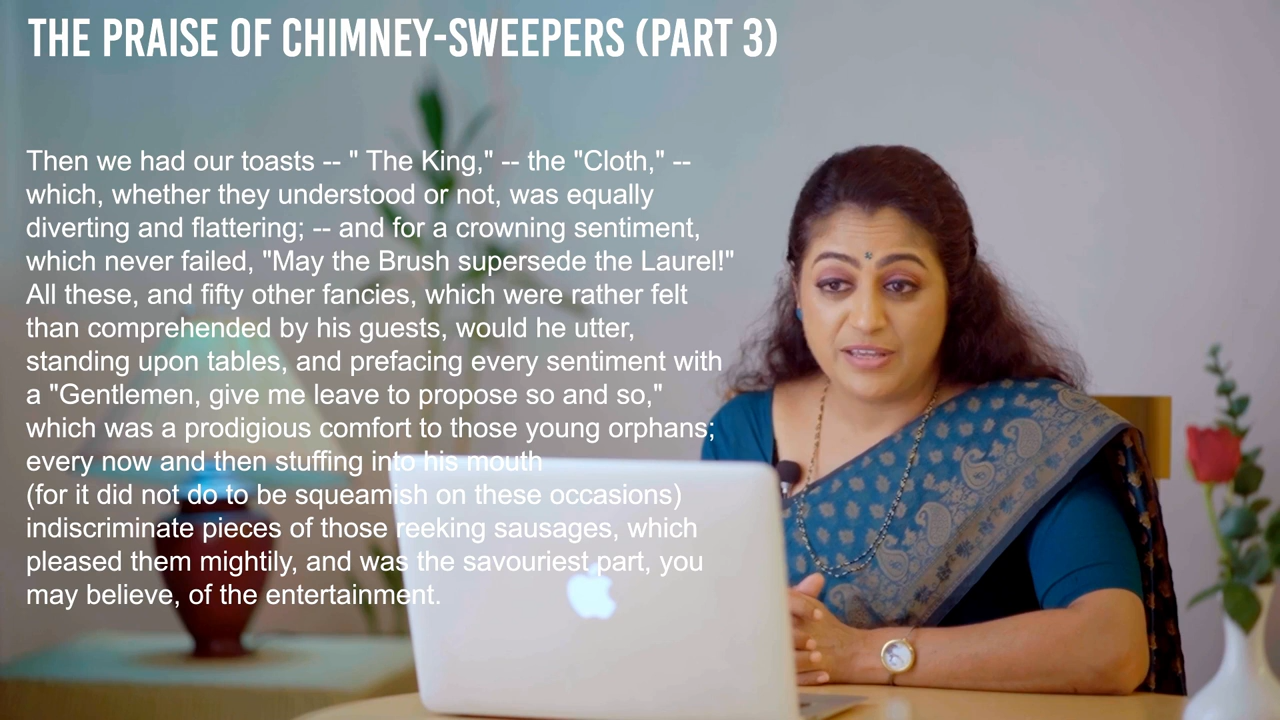 THE PRAISE OF CHIMNEY-SWEEPERS (PART 3)
Then we had our toasts -- " The King," -- the "Cloth," --
which, whether they understood or not, was equally
diverting and flattering; -- and for a crowning sentiment,
which never failed, "May the Brush supersede the Laurel!"
All these, and fifty other fancies, which were rather felt
than comprehended by his guests, would he utter,
standing upon tables, and prefacing every sentiment with
a "Gentlemen, give me leave to propose so and so,"
which was a prodigious comfort to those young orphans;
every now and then stuffing into his mouth
(for it did not do to be squeamish on these occasions)
indiscriminate pieces of those reeking sausages, which
pleased them mightily, and was the savouriest part, you
may believe, of the entertainment.